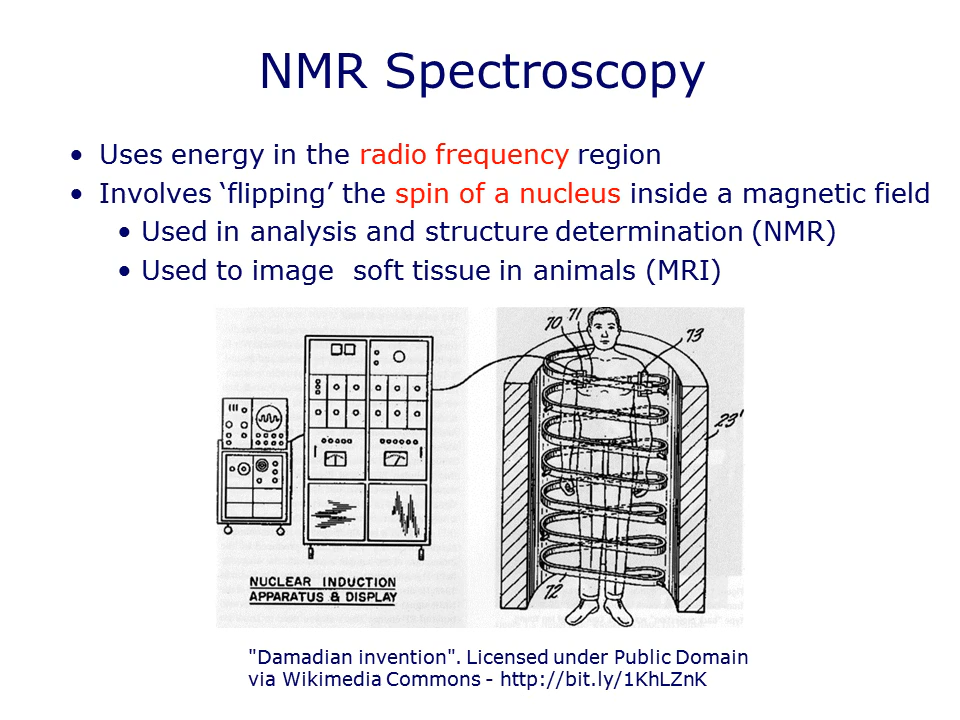 NMR Spectroscopy
• Uses energy in the radio frequency region
• Involves ‘flipping’ the spin of a nucleus inside a magnetic field
• Used in analysis and structure determination (NMR)
• Used to image  soft tissue in animals (MRI)
70
71
73
23'
72
NUCLEAR INDUCTION
APPARATUS & DISPLAY
"Damadian invention". Licensed under Public Domain
via Wikimedia Commons - http://bit.ly/1KhLZnK